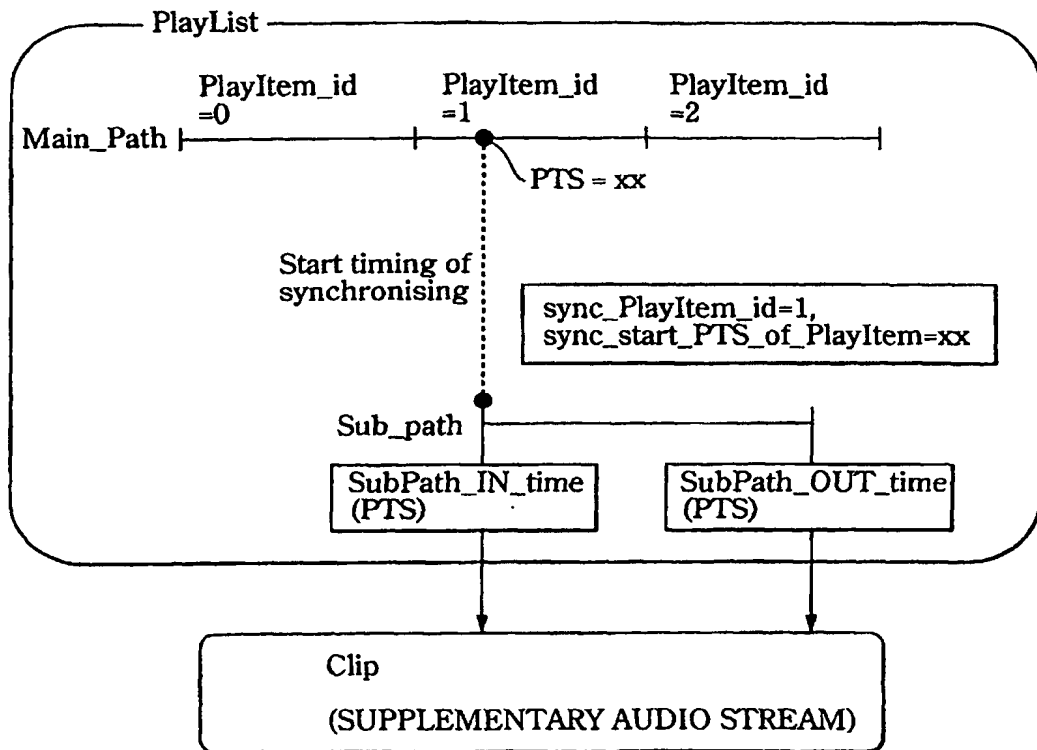 PlayList
PlayItem_id
=0
PlayItem_id
=1
PlayItem_id
=2
Main_Path
PTS = xx
Start timing of
synchronising
sync_PlayItem_id=1,
sync_start_PTS_of_PlayItem=xx
Sub_path
SubPath_IN_time
(PTS)
SubPath_OUT_time
(PTS)
Clip
(SUPPLEMENTARY AUDIO STREAM)